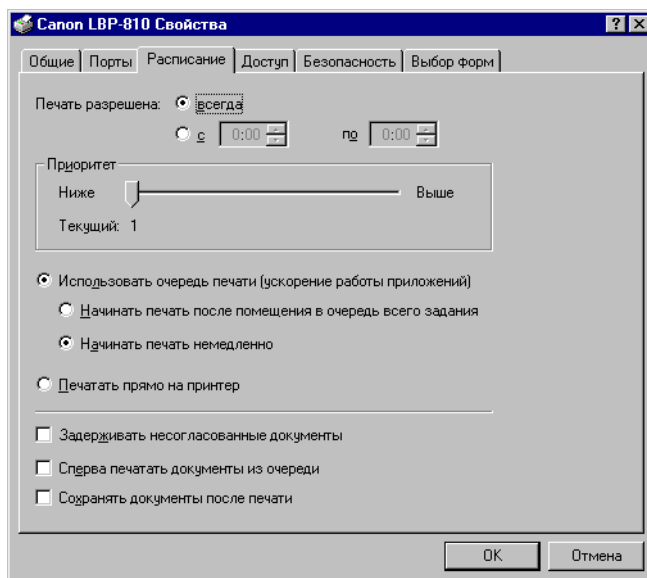 Canon LBP-810 Свойства
Общие Порты Расписание Доступ Безопасность Выбор форм
Печать разрешена: всегда
с 0:00 по 0:00
Приоритет
Ниже Выше
Текущий: 1
Использовать очередь печати (ускорение работы приложений)
Начинать печать после помещения в очередь всего задания
Начинать печать немедленно
Печатать прямо на принтер
Задерживать несогласованные документы
Сперва печатать документы из очереди
Сохранять документы после печати
OK Отмена